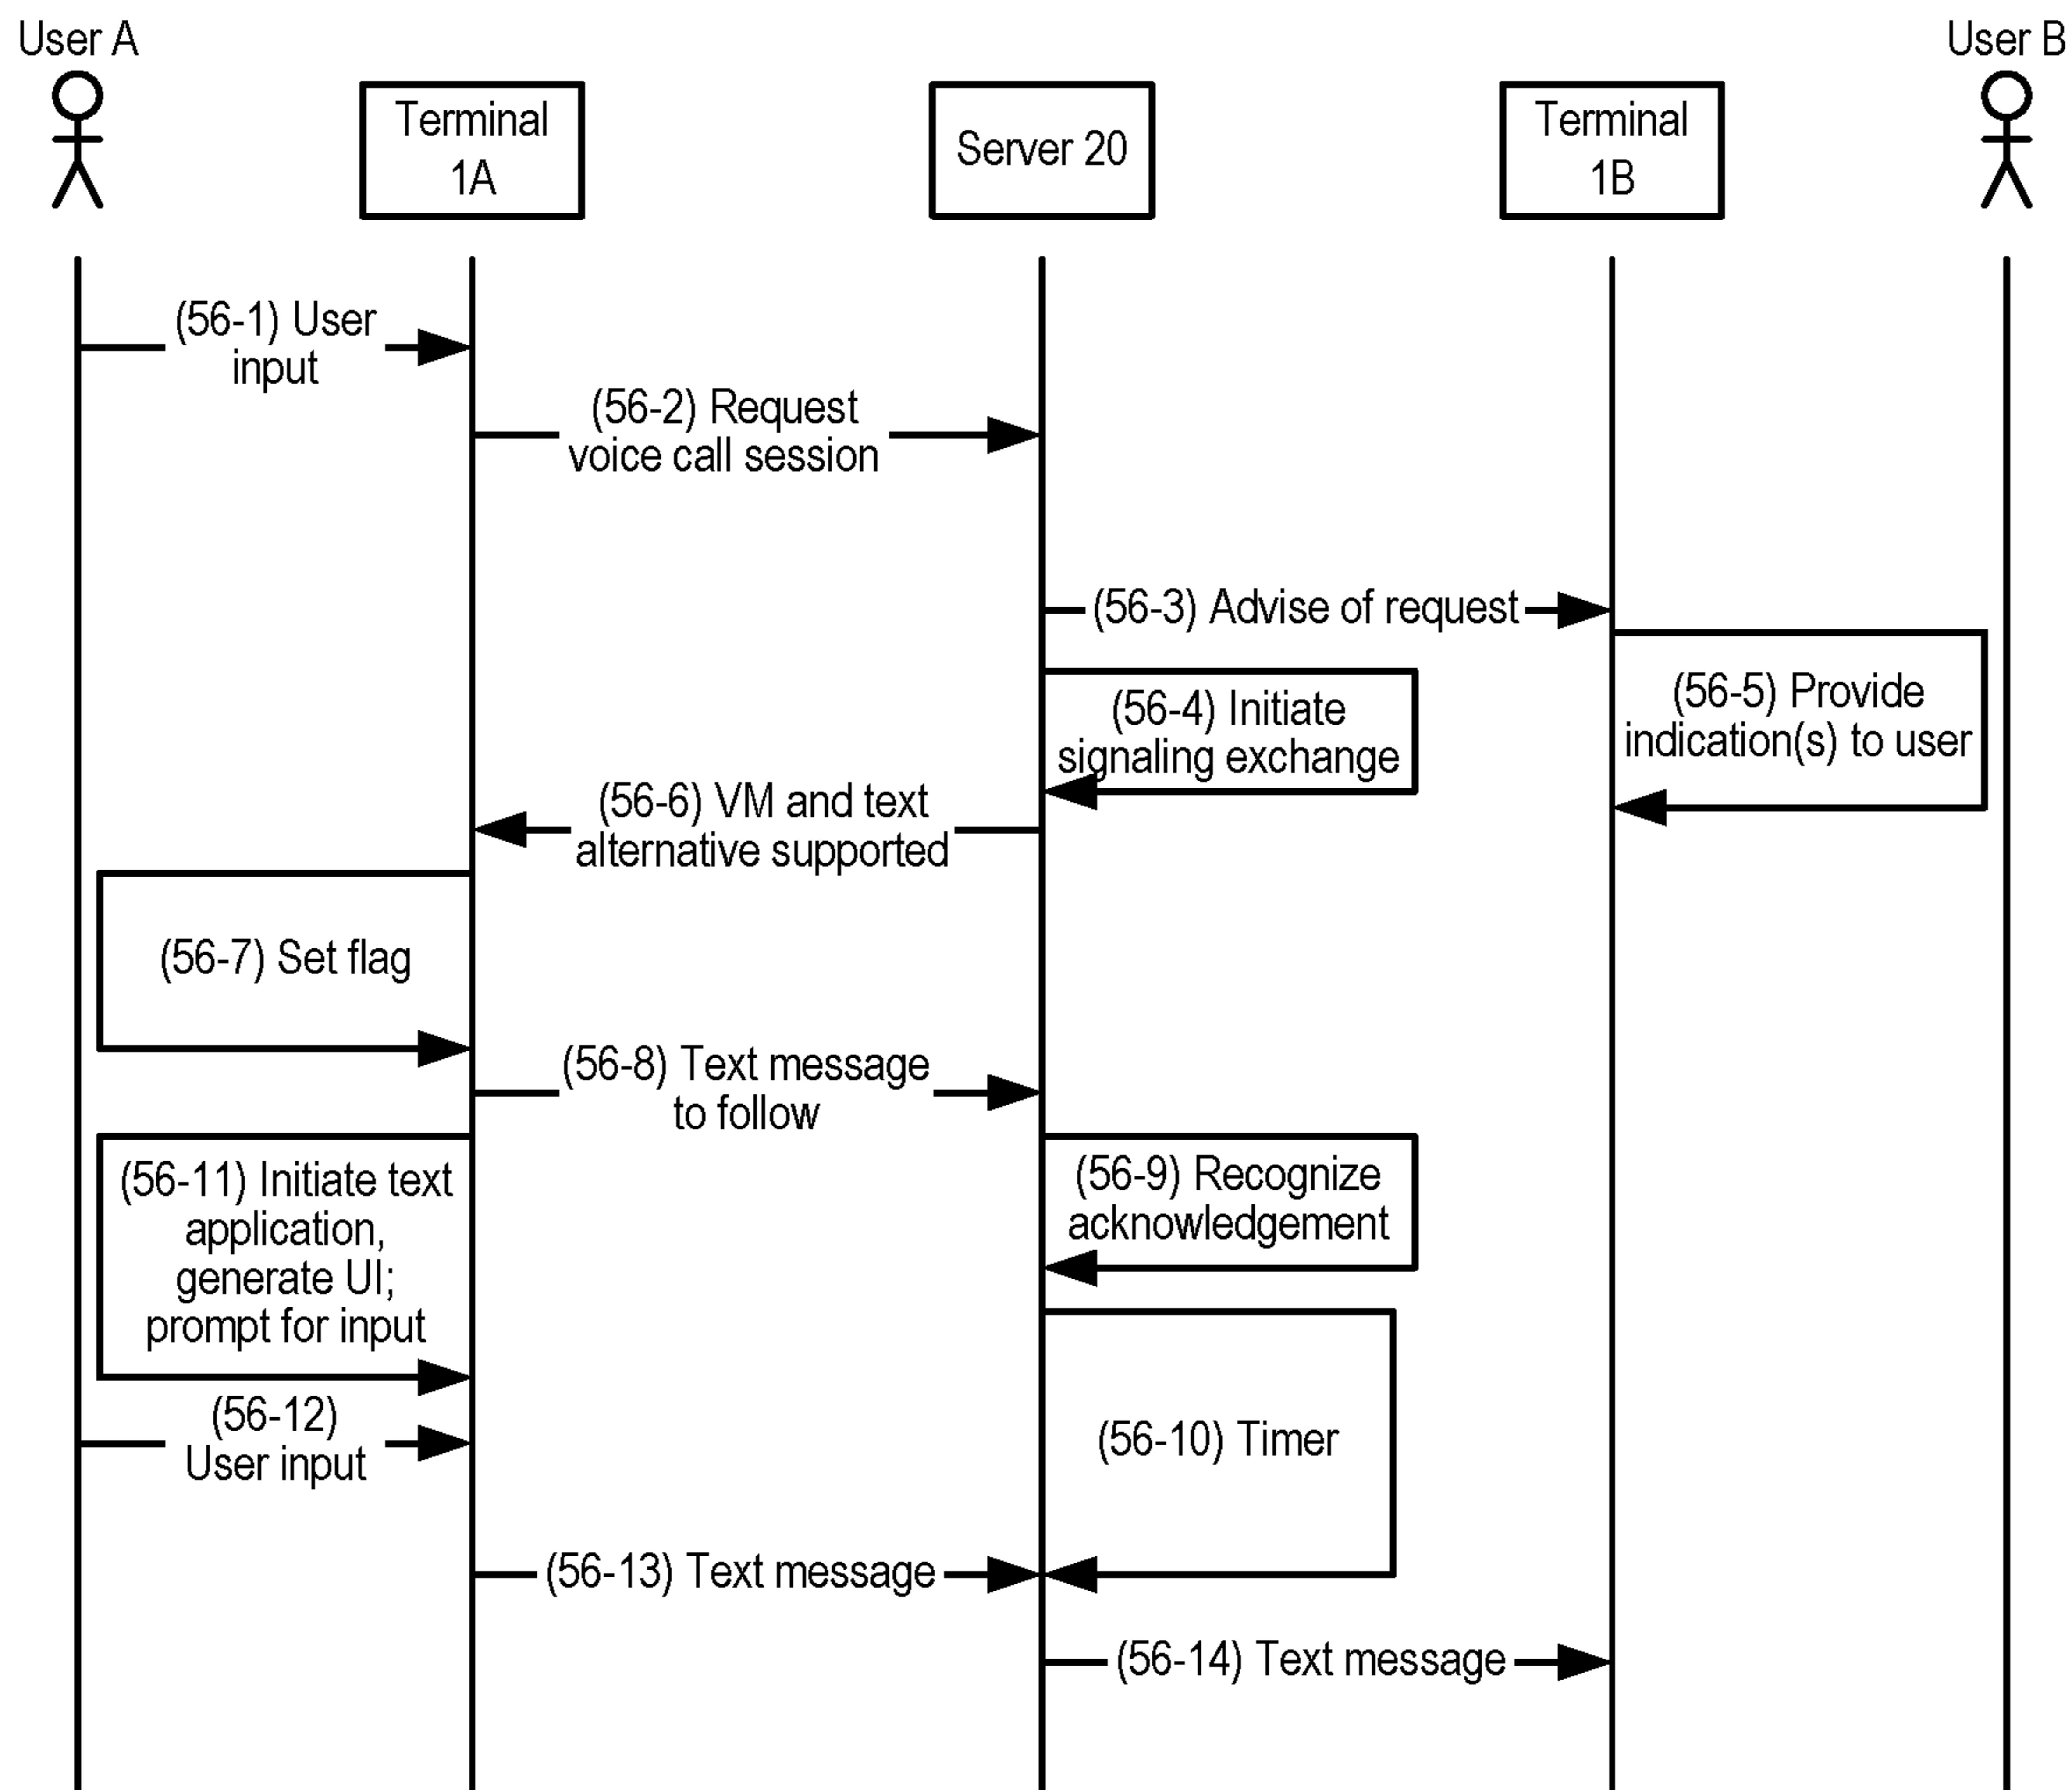 User A
User B
Terminal
1A
Server 20
Terminal
1B
(56-1) User
input
(56-2) Request
voice call session
(56-3) Advise of request
(56-4) Initiate
signaling exchange
(56-5) Provide
indication(s) to user
(56-6) VM and text
alternative supported
(56-7) Set flag
(56-8) Text message
to follow
(56-9) Recognize
acknowledgement
(56-11) Initiate text
application,
generate UI;
prompt for input
(56-10) Timer
(56-12)
User input
(56-13) Text message
(56-14) Text message